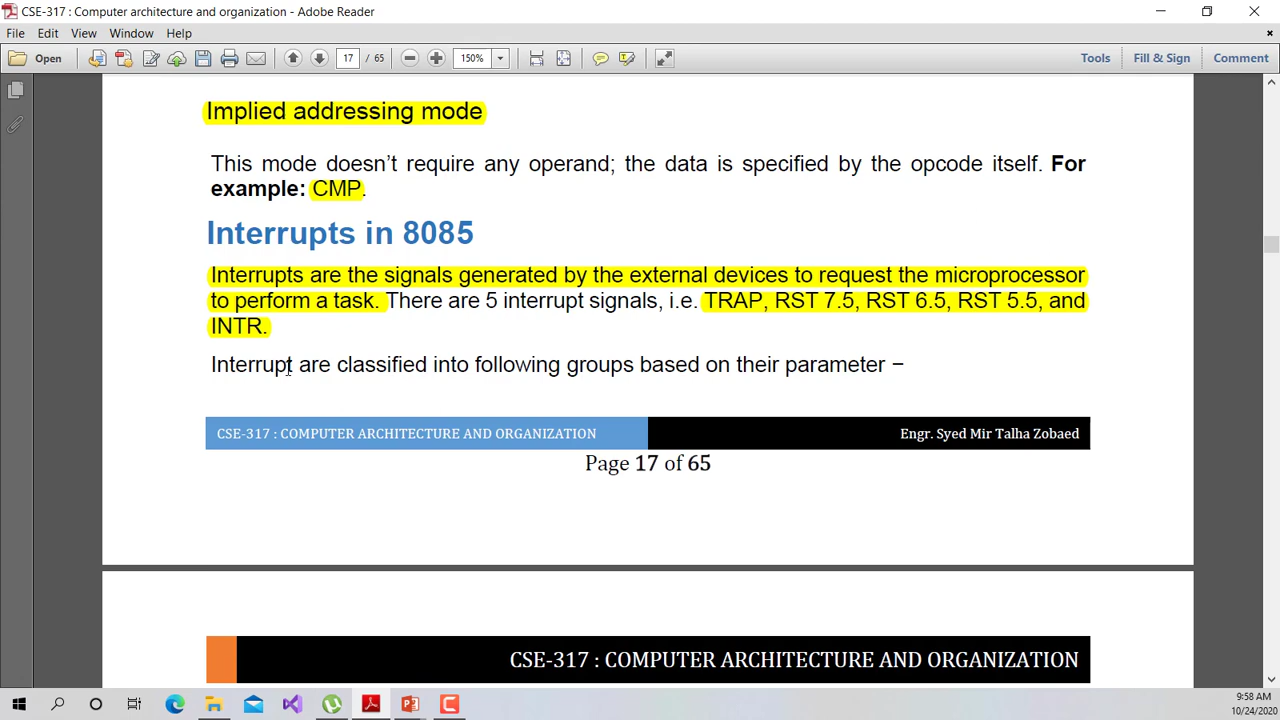 CSE-317 : Computer architecture and organization - Adobe Reader
File Edit View Window Help
Open 17 / 65 150% Tools Fill & Sign Comment
Implied addressing mode
This mode doesn’t require any operand; the data is specified by the opcode itself. For
example: CMP.
Interrupts in 8085
Interrupts are the signals generated by the external devices to request the microprocessor
to perform a task. There are 5 interrupt signals, i.e. TRAP, RST 7.5, RST 6.5, RST 5.5, and
INTR.
Interrupt are classified into following groups based on their parameter −
CSE-317 : COMPUTER ARCHITECTURE AND ORGANIZATION Engr. Syed Mir Talha Zobaed
Page 17 of 65
CSE-317 : COMPUTER ARCHITECTURE AND ORGANIZATION
9:58 AM
10/24/2020